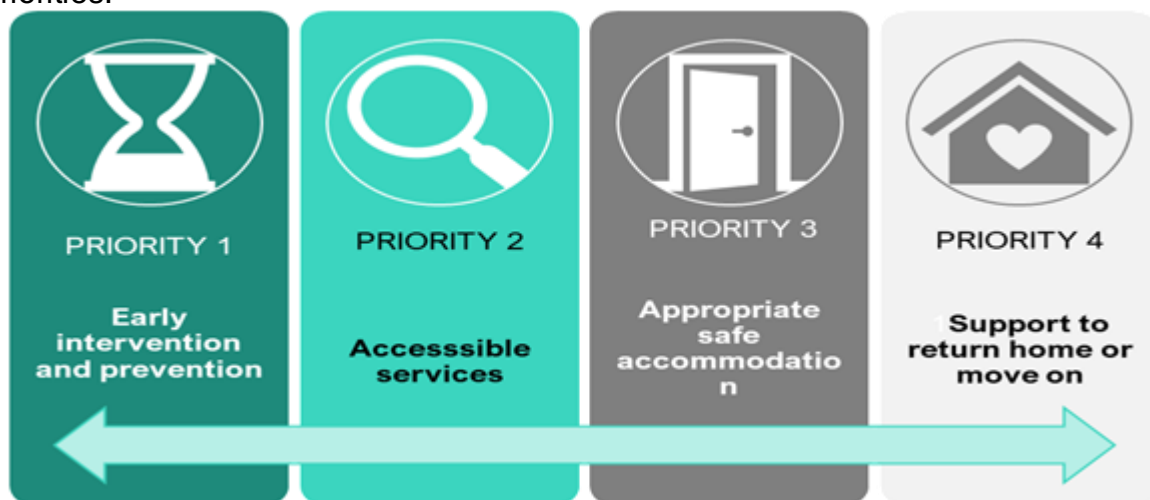 PRIORITY 1
Early
intervention
and prevention
PRIORITY 2
Accesssible
services
PRIORITY 3
Appropriate
safe
accommodatio
n
PRIORITY 4
Support to
return home or
move on